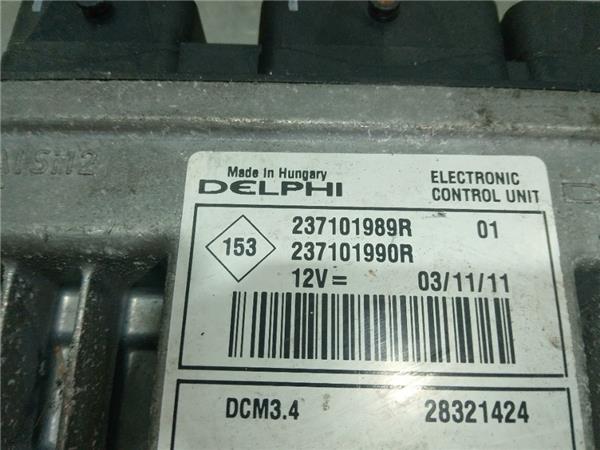 Made in Hungary
DELPHI
ELECTRONIC
CONTROL UNIT
153
237101989R 01
237101990R
12V= 03/11/11
DCM3.4 28321424